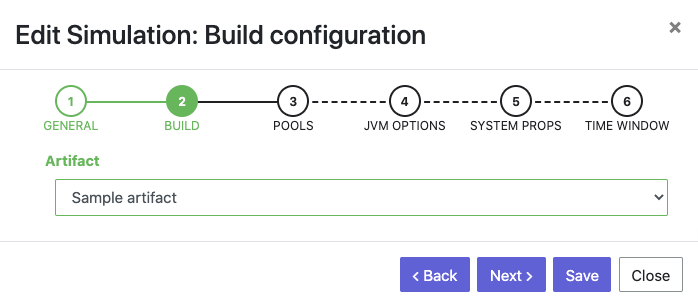 Edit Simulation: Build configuration
×
1 2 3 4 5 6
GENERAL BUILD POOLS JVM OPTIONS SYSTEM PROPS TIME WINDOW
Artifact
Sample artifact
‹ Back Next › Save Close